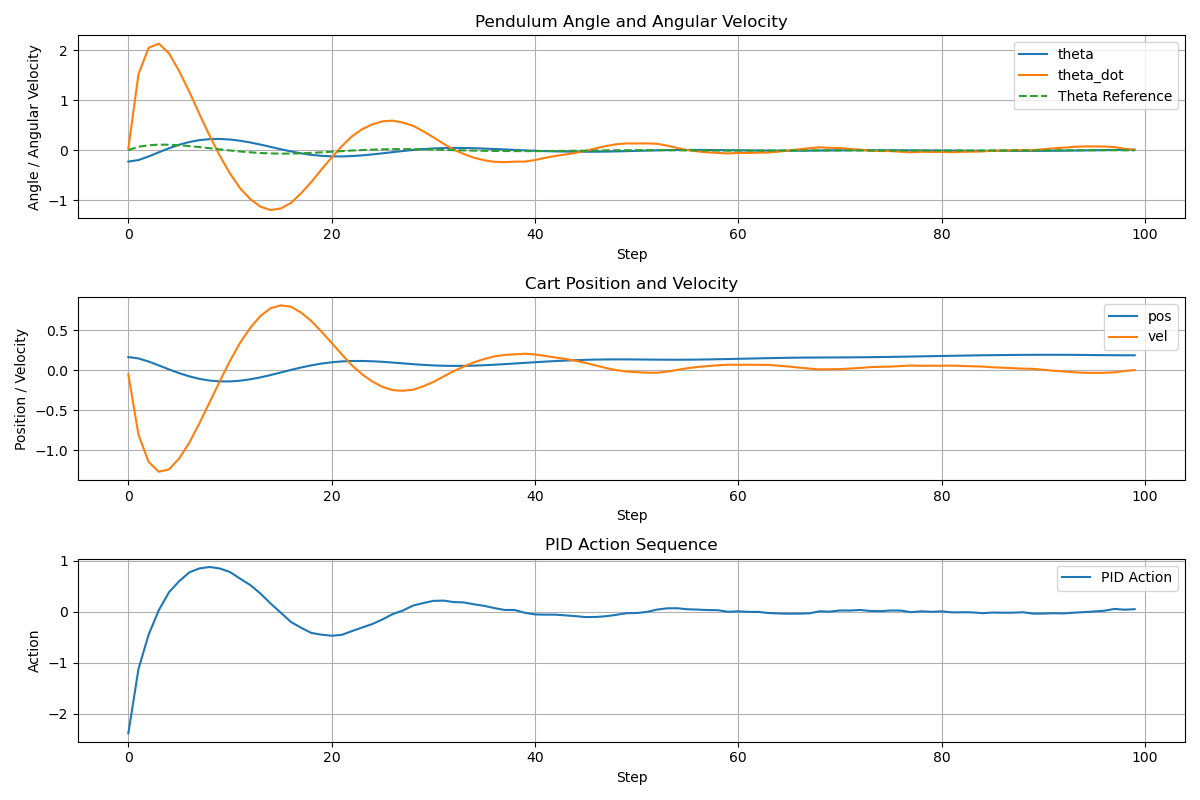 Pendulum Angle and Angular Velocity
Angle / Angular Velocity
2
1
0
−1
theta
theta_dot
Theta Reference
0 20 40 60 80 100
Step
Cart Position and Velocity
Position / Velocity
0.5
0.0
−0.5
−1.0
pos
vel
0 20 40 60 80 100
Step
PID Action Sequence
Action
1
0
−1
−2
PID Action
0 20 40 60 80 100
Step